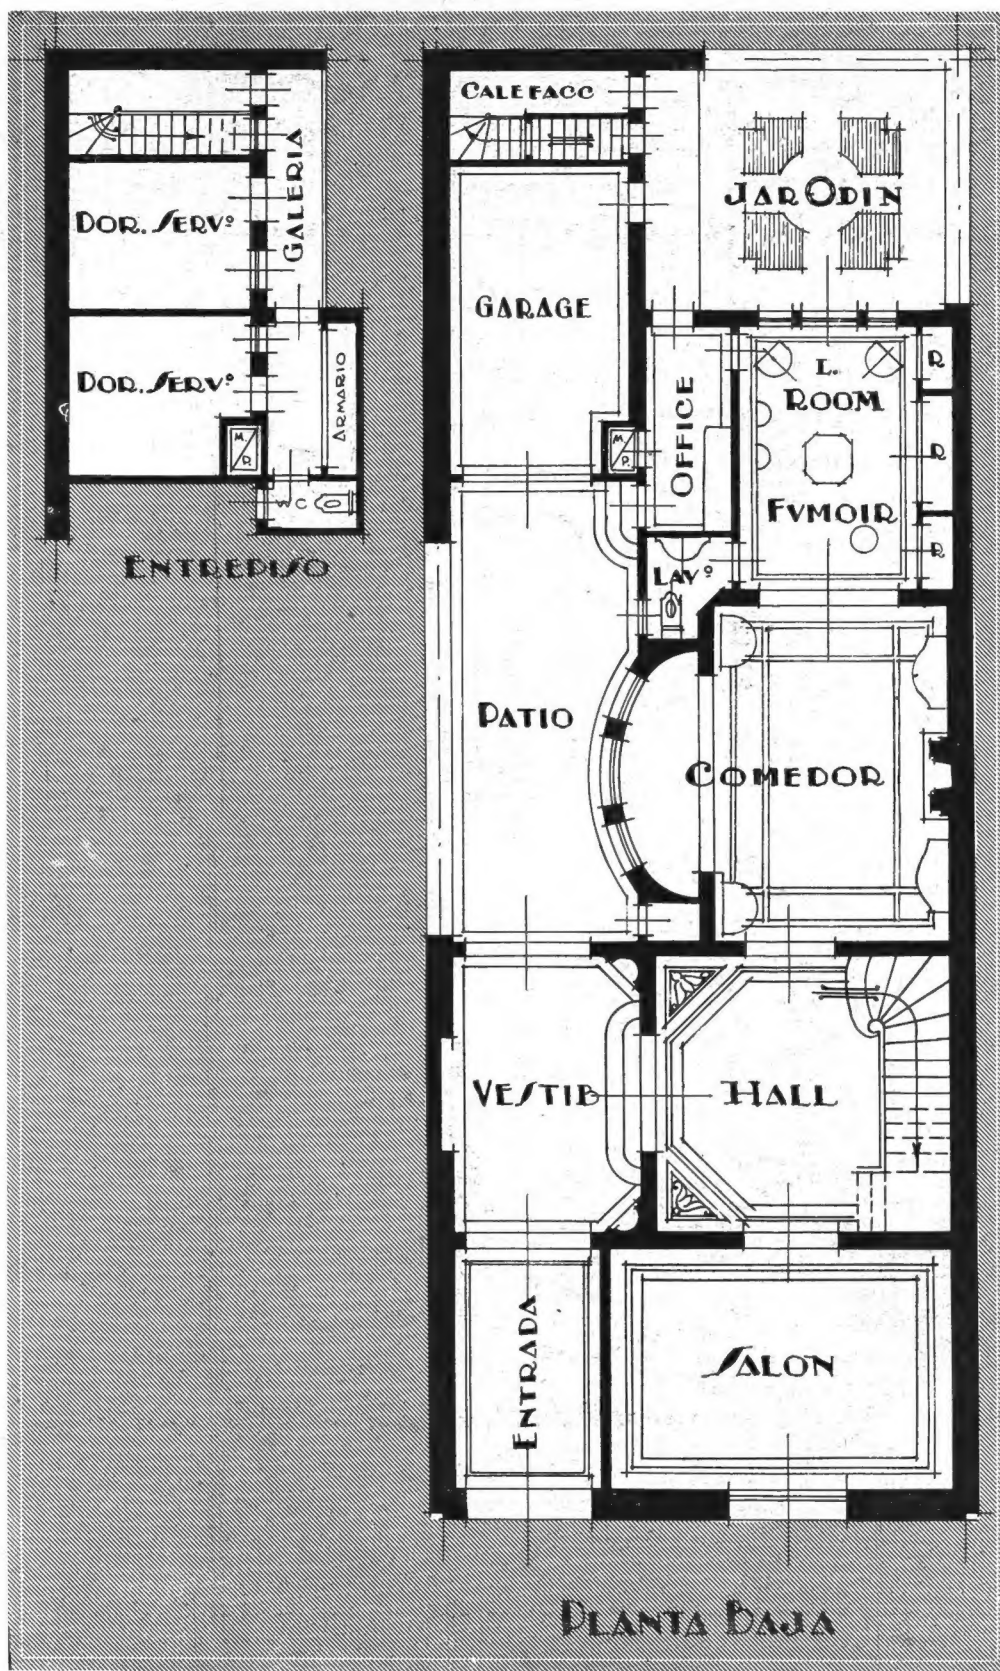 DOR. SERVº
GALERIA
DOR. SERVº
ARMARIO
M.
R.
WC
ENTREPISO
CALEFACC
JARDIN
GARAGE
OFFICE
M.
P.
L.
ROOM
FVMOIR
R
R
R
LAVº
PATIO
COMEDOR
VESTIB
HALL
ENTRADA
SALON
PLANTA BAJA